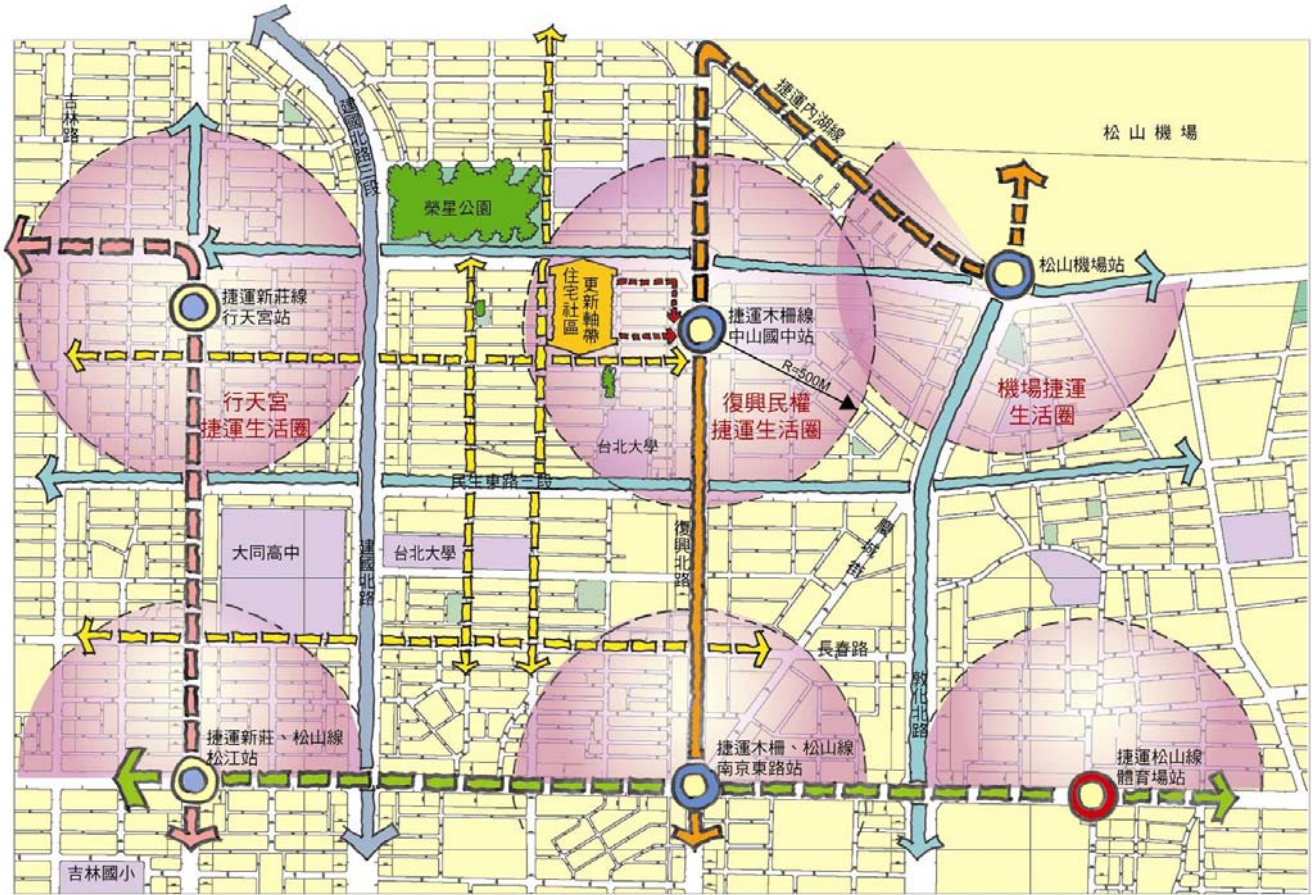 吉林路
建國北路三段
捷運內湖線
松山機場
榮星公園
松山機場站
捷運新莊線
行天宮站
更新軸帶
住宅社區
捷運木柵線
中山國中站
R=500M
行天宮
捷運生活圈
復興民權
捷運生活圈
機場捷運
生活圈
台北大學
民生東路三段
大同高中
建國北路
台北大學
復興北路
慶城街
長春路
敦化北路
捷運新莊、松山線
松江站
捷運木柵、松山線
南京東路站
捷運松山線
體育場站
吉林國小